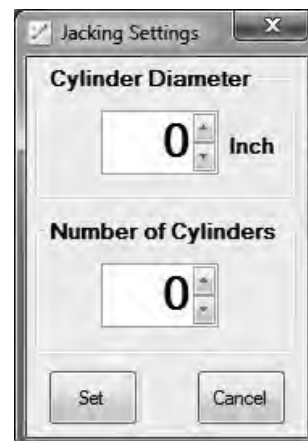 Jacking Settings
Cylinder Diameter
0 Inch
Number of Cylinders
0
Set Cancel